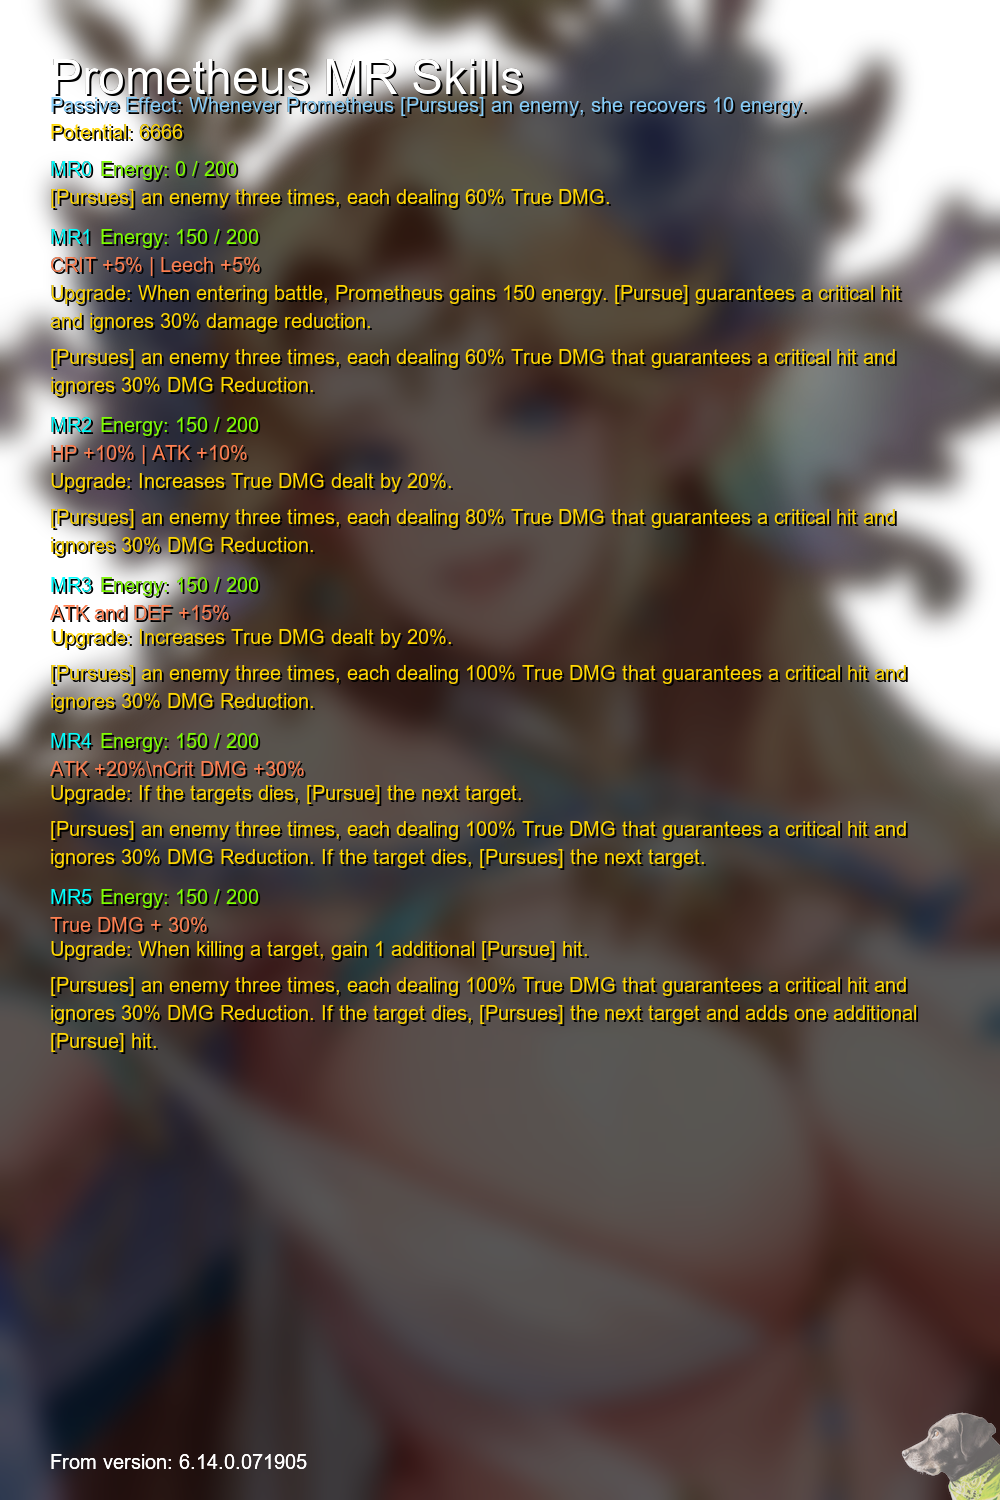 Prometheus MR Skills
Passive Effect: Whenever Prometheus [Pursues] an enemy, she recovers 10 energy.
Potential: 6666
MR0 Energy: 0 / 200
[Pursues] an enemy three times, each dealing 60% True DMG.
MR1 Energy: 150 / 200
CRIT +5% | Leech +5%
Upgrade: When entering battle, Prometheus gains 150 energy. [Pursue] guarantees a critical hit
and ignores 30% damage reduction.
[Pursues] an enemy three times, each dealing 60% True DMG that guarantees a critical hit and
ignores 30% DMG Reduction.
MR2 Energy: 150 / 200
HP +10% | ATK +10%
Upgrade: Increases True DMG dealt by 20%.
[Pursues] an enemy three times, each dealing 80% True DMG that guarantees a critical hit and
ignores 30% DMG Reduction.
MR3 Energy: 150 / 200
ATK and DEF +15%
Upgrade: Increases True DMG dealt by 20%.
[Pursues] an enemy three times, each dealing 100% True DMG that guarantees a critical hit and
ignores 30% DMG Reduction.
MR4 Energy: 150 / 200
ATK +20%\nCrit DMG +30%
Upgrade: If the targets dies, [Pursue] the next target.
[Pursues] an enemy three times, each dealing 100% True DMG that guarantees a critical hit and
ignores 30% DMG Reduction. If the target dies, [Pursues] the next target.
MR5 Energy: 150 / 200
True DMG + 30%
Upgrade: When killing a target, gain 1 additional [Pursue] hit.
[Pursues] an enemy three times, each dealing 100% True DMG that guarantees a critical hit and
ignores 30% DMG Reduction. If the target dies, [Pursues] the next target and adds one additional
[Pursue] hit.
From version: 6.14.0.071905